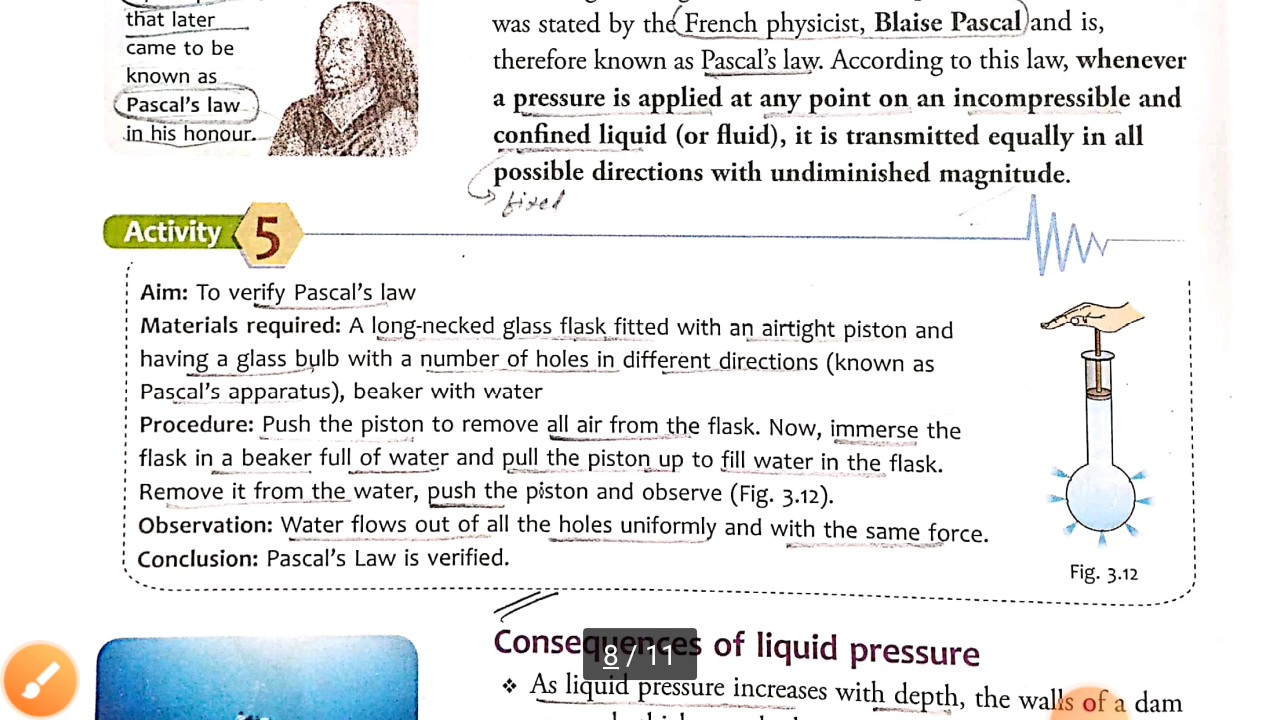 that later
came to be
known as
Pascal's law
in his honour.
was stated by the French physicist, Blaise Pascal and is,
therefore known as Pascal's law. According to this law, whenever
a pressure is applied at any point on an incompressible and
confined liquid (or fluid), it is transmitted equally in all
possible directions with undiminished magnitude.
fixed
Activity 5
Aim: To verify Pascal's law
Materials required: A long-necked glass flask fitted with an airtight piston and
having a glass bulb with a number of holes in different directions (known as
Pascal's apparatus), beaker with water
Procedure: Push the piston to remove all air from the flask. Now, immerse the
flask in a beaker full of water and pull the piston up to fill water in the flask.
Remove it from the water, push the piston and observe (Fig. 3.12).
Observation: Water flows out of all the holes uniformly and with the same force.
Conclusion: Pascal's Law is verified.
Fig. 3.12
Consequences of liquid pressure
8 / 11
❖ As liquid pressure increases with depth, the walls of a dam